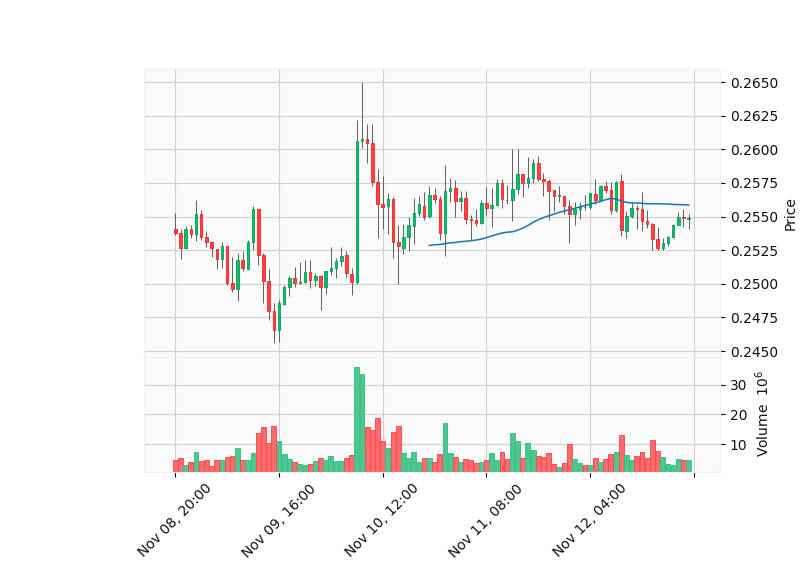 0.2650
0.2625
0.2600
0.2575
0.2550
0.2525
0.2500
0.2475
0.2450
Price
30
20
10
Volume 10^6
Nov 08, 20:00
Nov 09, 16:00
Nov 10, 12:00
Nov 11, 08:00
Nov 12, 04:00